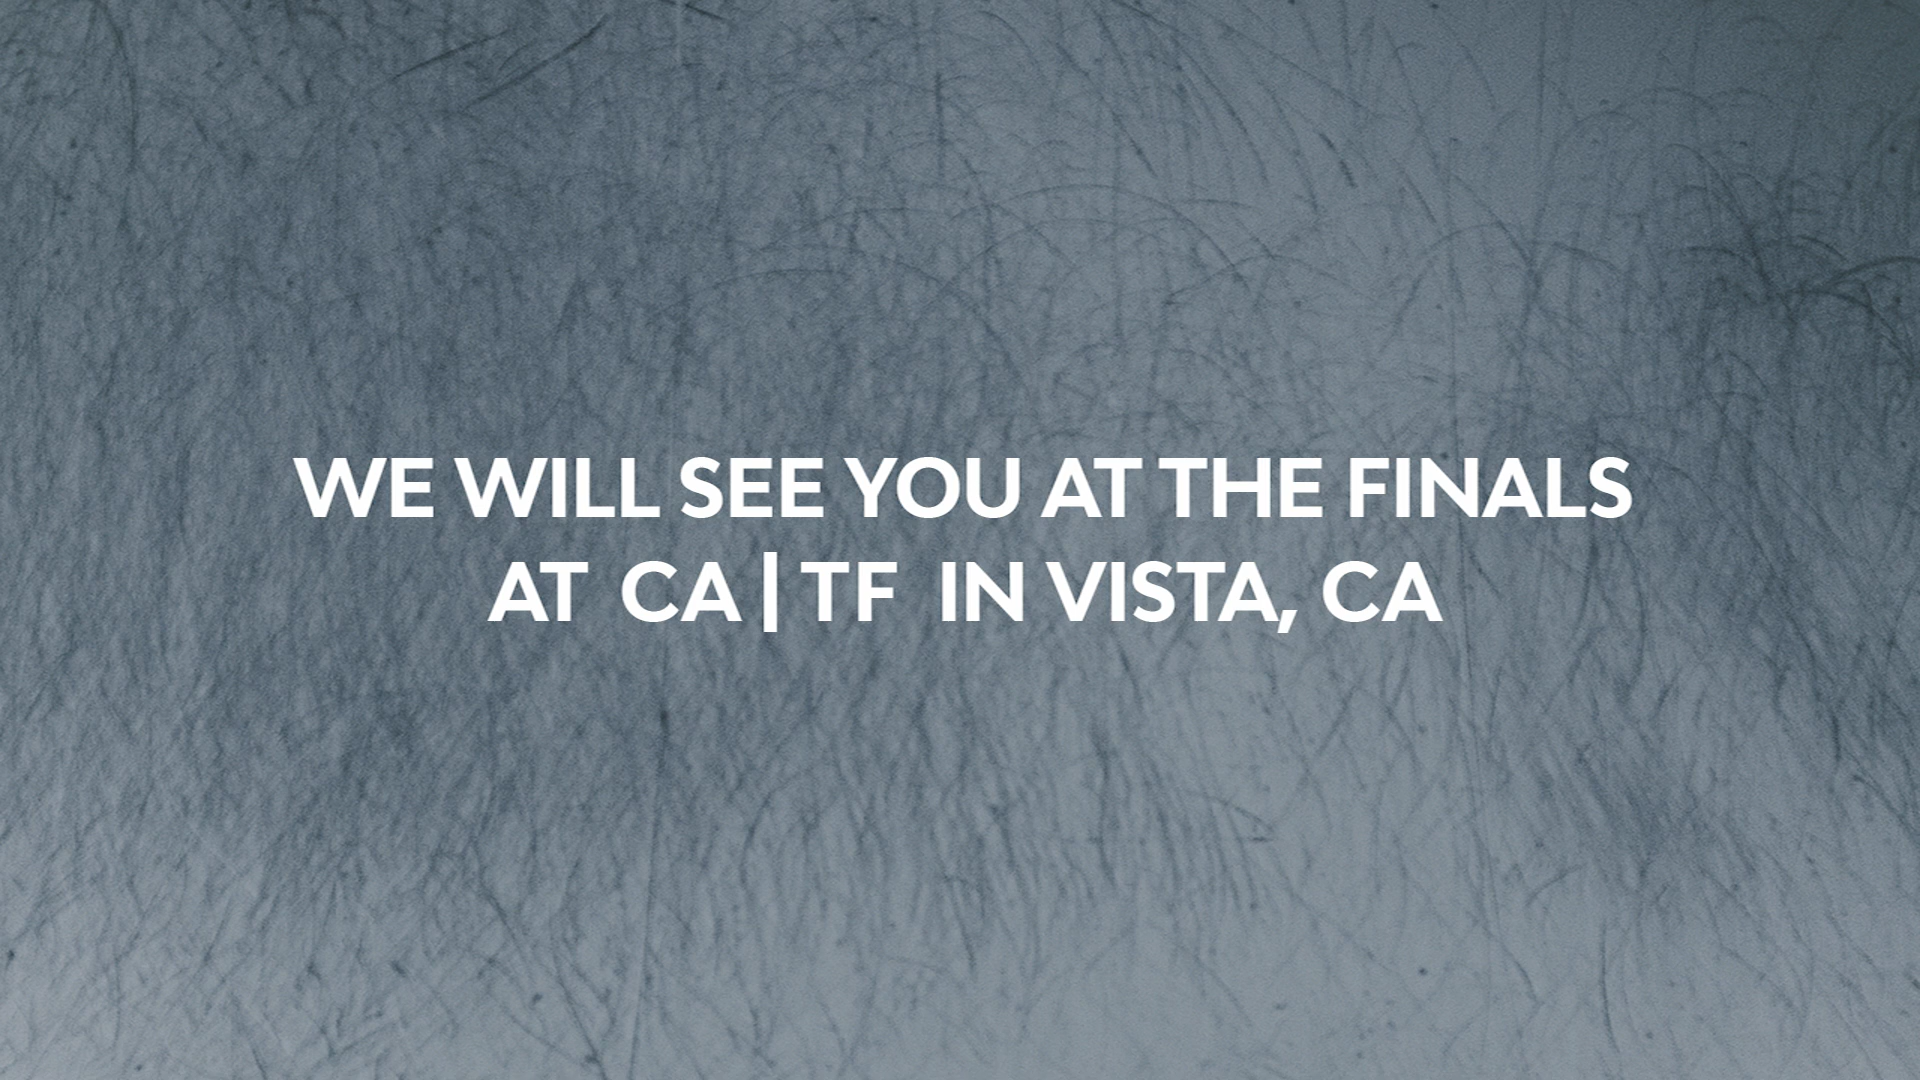 WE WILL SEE YOU AT THE FINALS
AT CA | TF IN VISTA, CA